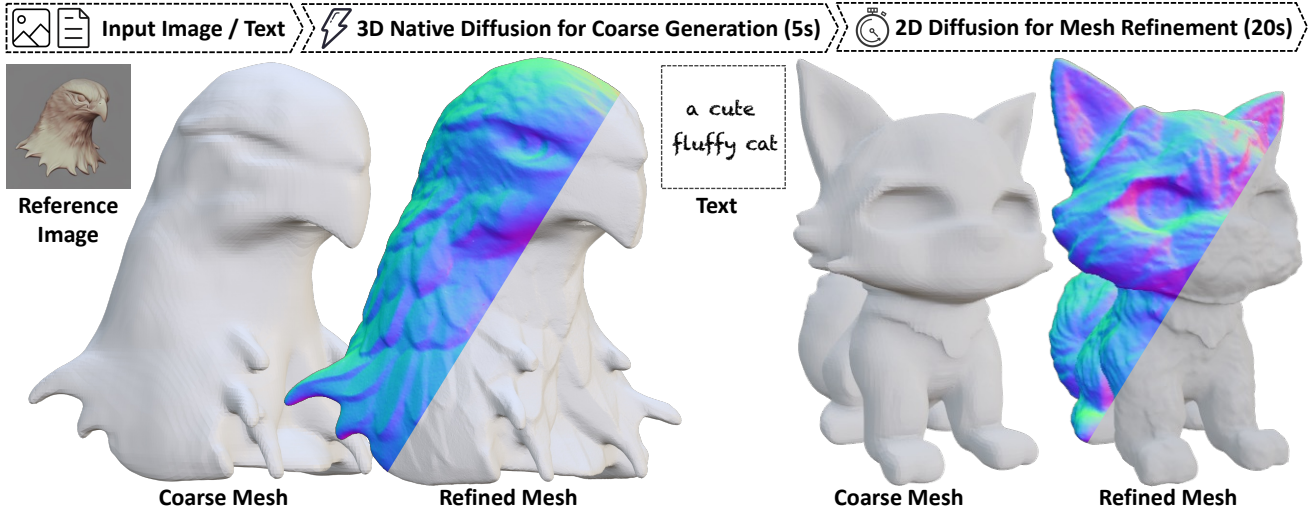 Input Image / Text
3D Native Diffusion for Coarse Generation (5s)
2D Diffusion for Mesh Refinement (20s)
Reference
Image
a cute
fluffy cat
Text
Coarse Mesh
Refined Mesh
Coarse Mesh
Refined Mesh